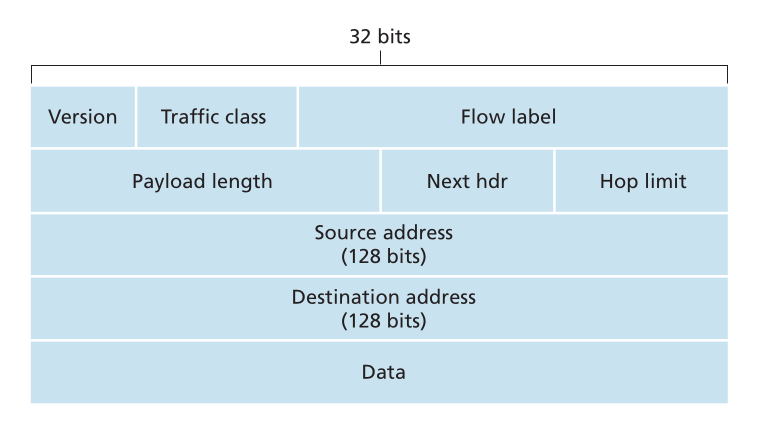 32 bits
Version Traffic class Flow label
Payload length Next hdr Hop limit
Source address
(128 bits)
Destination address
(128 bits)
Data